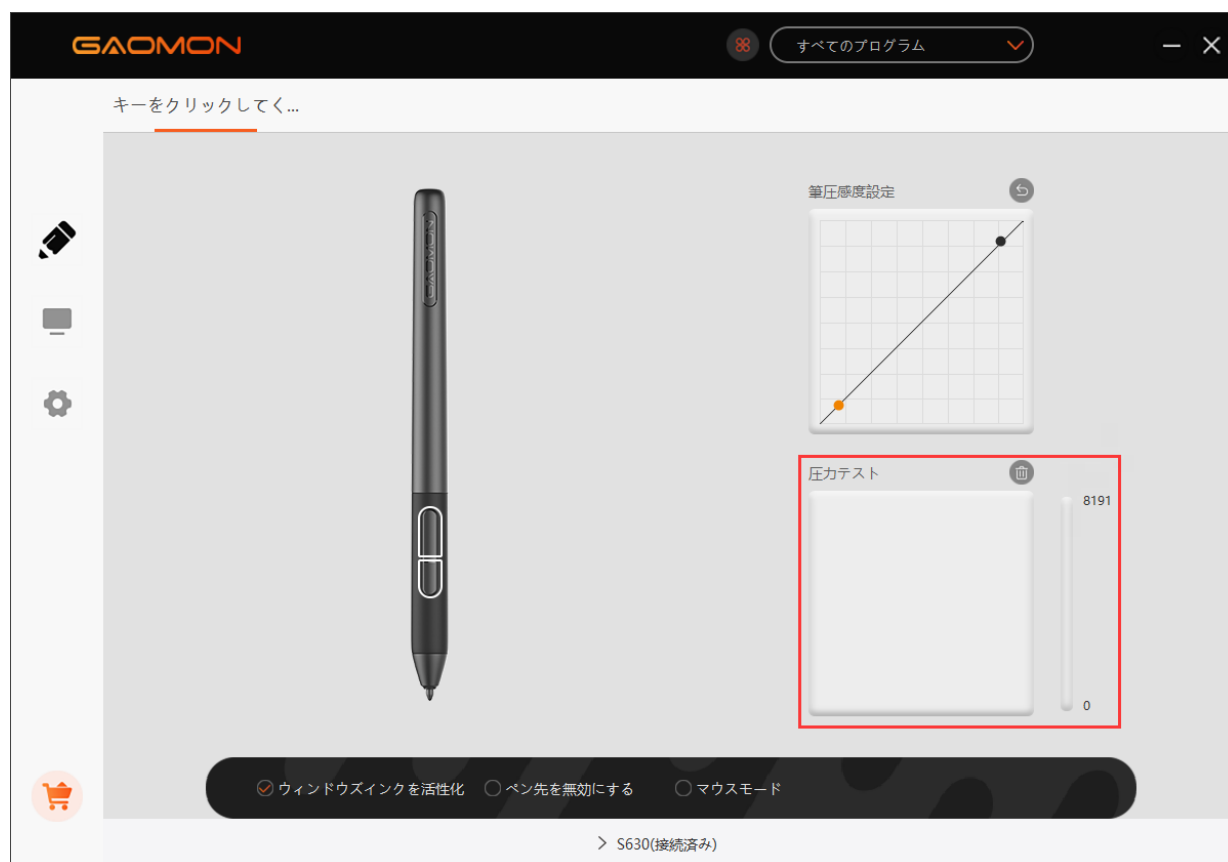 GAOMON
すべてのプログラム
キーをクリックしてく...
筆圧感度設定
GAOMON
圧力テスト
8191
0
ウィンドウズインクを活性化 ペン先を無効にする マウスモード
S630(接続済み)